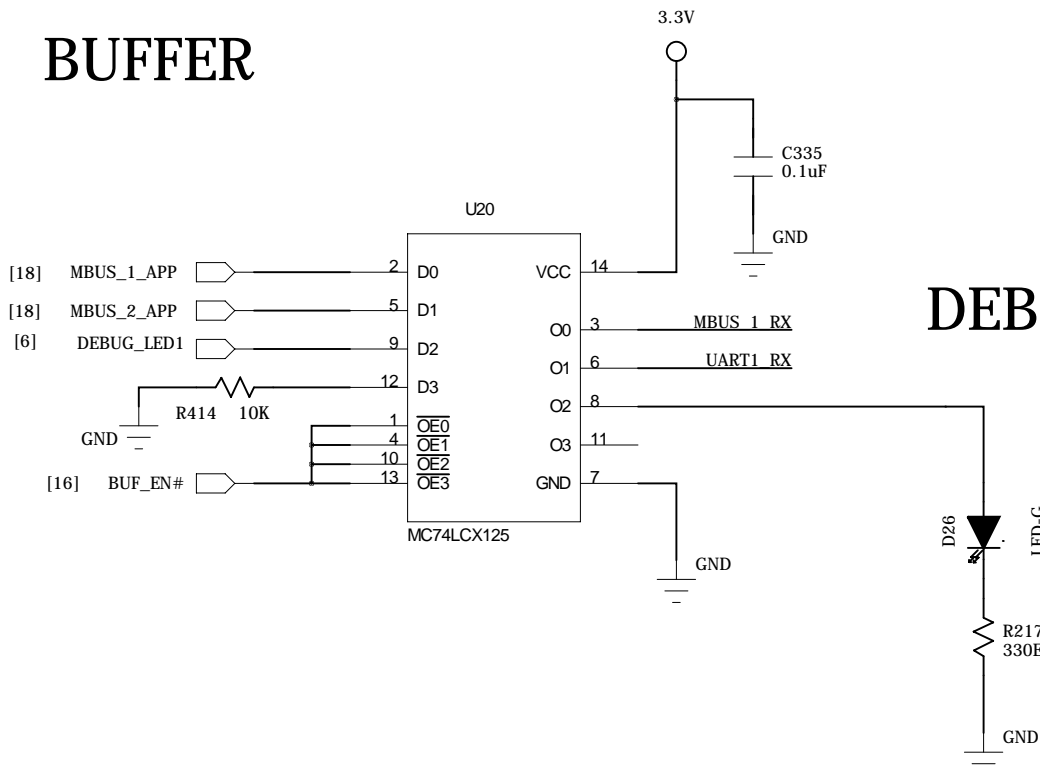 BUFFER
3.3V
C335
0.1uF
GND
U20
[18] MBUS_1_APP 2 D0 VCC 14
[18] MBUS_2_APP 5 D1 O0 3 MBUS_1_RX
[6] DEBUG_LED1 9 D2 O1 6 UART1_RX
12 D3 O2 8
R414 10K
GND
1 OE0
4 OE1 O3 11
10 OE2
[16] BUF_EN# 13 OE3 GND 7
MC74LCX125
GND
DEB
D26
LED-G
R217
330E
GND